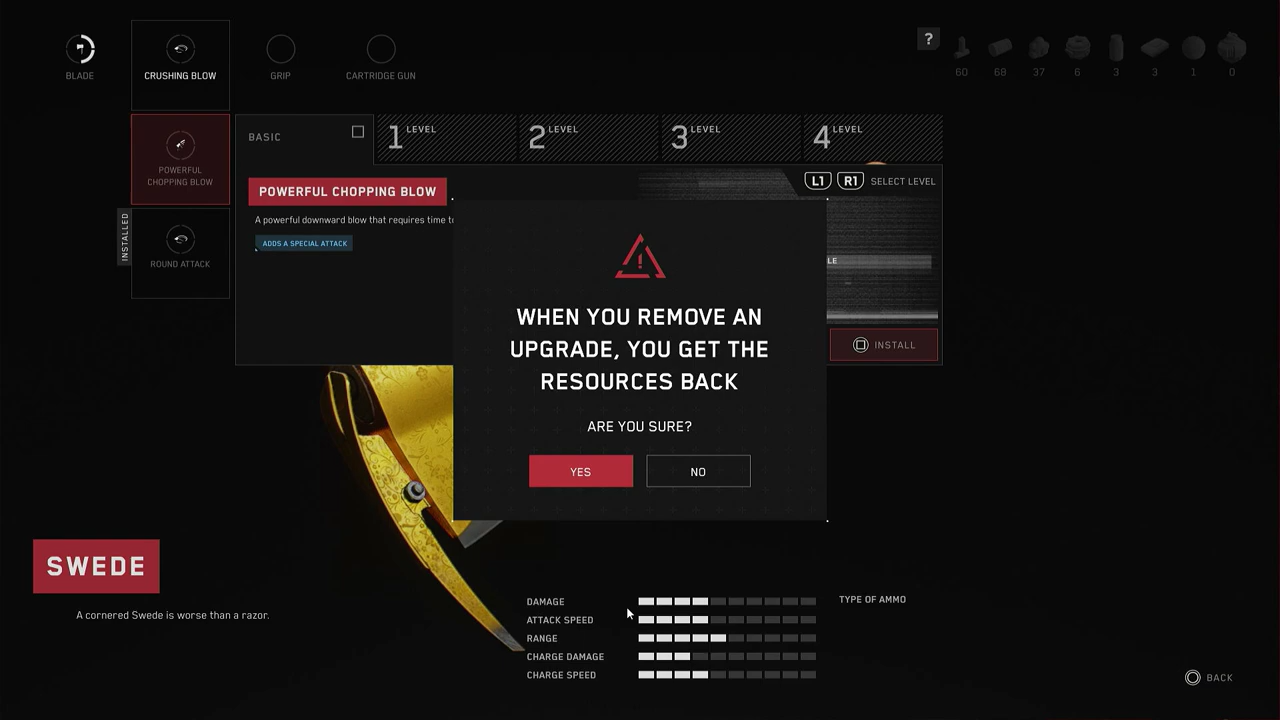 BLADE
CRUSHING BLOW
GRIP
CARTRIDGE GUN
?
60 68 37 6 3 3 1 0
POWERFUL
CHOPPING BLOW
INSTALLED
ROUND ATTACK
BASIC
1 LEVEL
2 LEVEL
3 LEVEL
4 LEVEL
L1 R1 SELECT LEVEL
POWERFUL CHOPPING BLOW
A powerful downward blow that requires time to
ADDS A SPECIAL ATTACK
LE
INSTALL
WHEN YOU REMOVE AN
UPGRADE, YOU GET THE
RESOURCES BACK
ARE YOU SURE?
YES
NO
SWEDE
A cornered Swede is worse than a razor.
DAMAGE
ATTACK SPEED
RANGE
CHARGE DAMAGE
CHARGE SPEED
TYPE OF AMMO
BACK